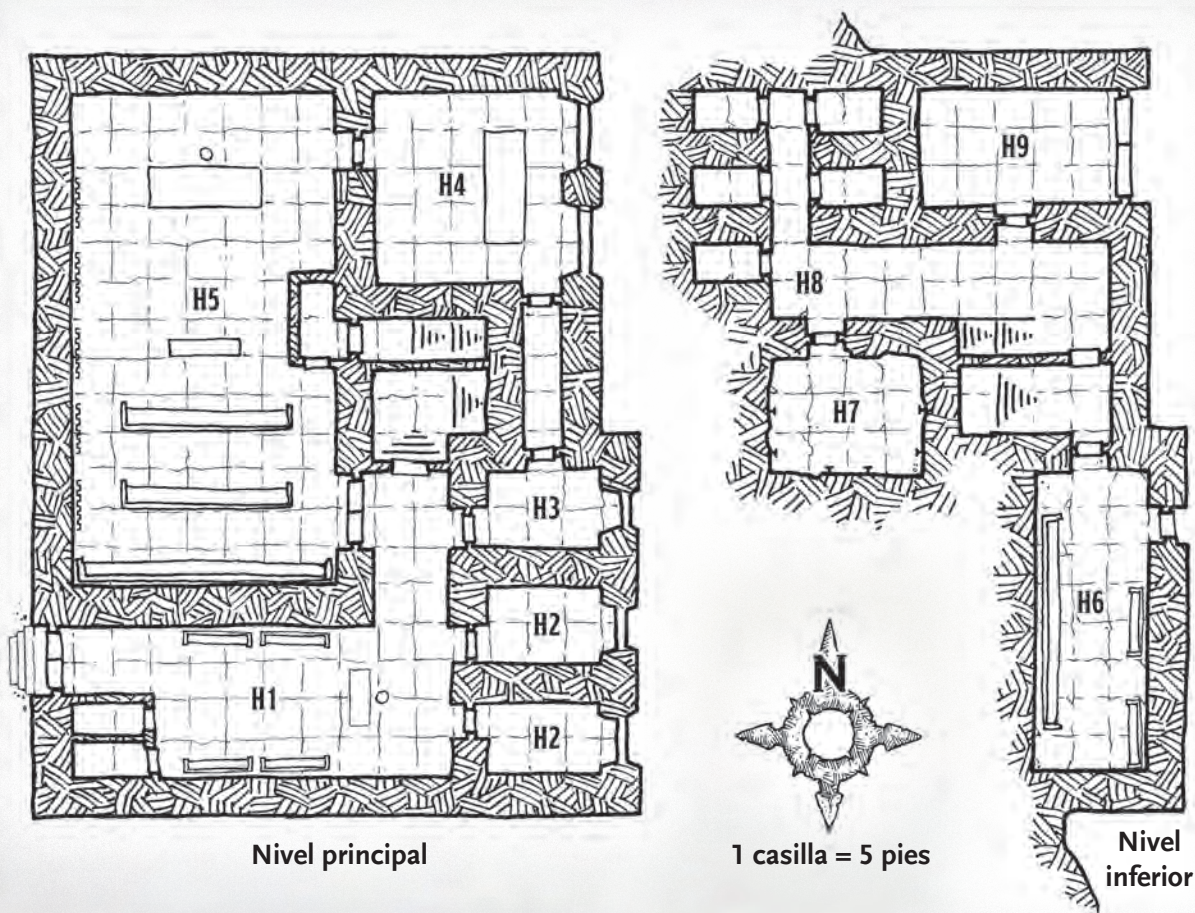 H4
H9
H5
H8
H7
H3
H6
H2
H1
H2
N
Nivel principal
1 casilla = 5 pies
Nivel
inferior